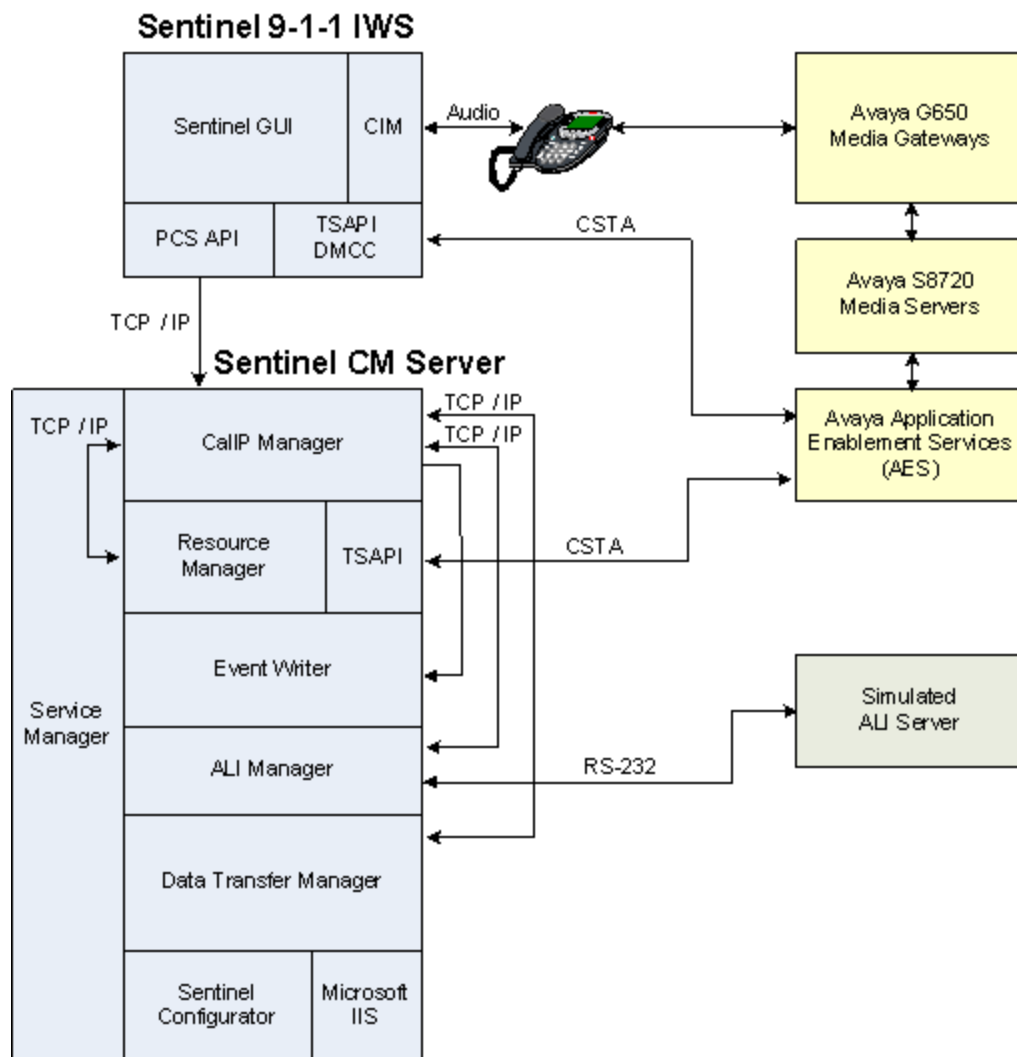 Sentinel 9-1-1 IWS
Sentinel GUI
CIM
Audio
Avaya G650
Media Gateways
PCS API
TSAPI
DMCC
CSTA
Avaya S8720
Media Servers
TCP / IP
Sentinel CM Server
TCP / IP
CallP Manager
TCP / IP
TCP / IP
Avaya Application
Enablement Services
(AES)
Resource
Manager
TSAPI
CSTA
Event Writer
Service
Manager
Simulated
ALI Server
ALI Manager
RS-232
Data Transfer Manager
Sentinel
Configurator
Microsoft
IIS